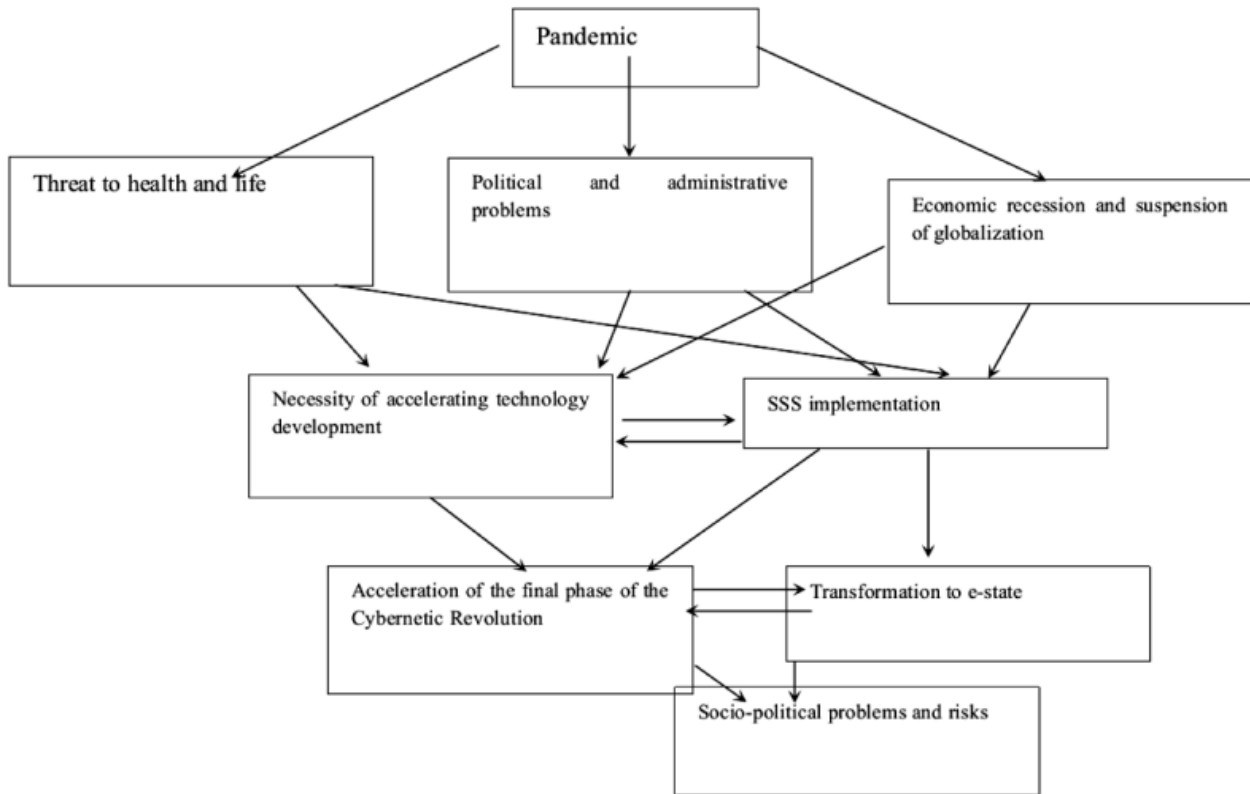 Pandemic
Threat to health and life
Political and administrative
problems
Economic recession and suspension
of globalization
Necessity of accelerating technology
development
SSS implementation
Acceleration of the final phase of the
Cybernetic Revolution
Transformation to e-state
Socio-political problems and risks